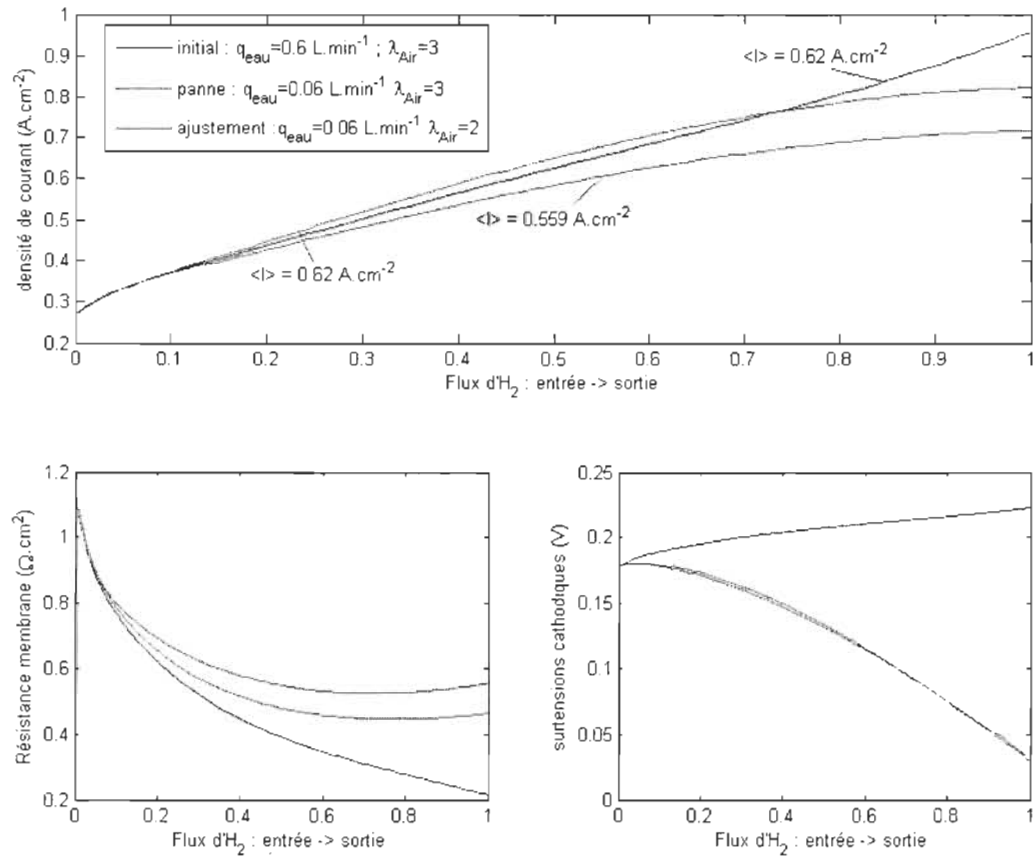 1
0.9
0.8
0.7
0.6
0.5
0.4
0.3
0.2
densité de courant (A.cm⁻²)
initial : q_eau=0.6 L.min⁻¹ ; λ_Air=3
panne : q_eau=0.06 L.min⁻¹ λ_Air=3
ajustement :q_eau=0.06 L.min⁻¹ λ_Air=2
<I> = 0.62 A.cm⁻²
<I> = 0.559 A.cm⁻²
<I> = 0.62 A.cm⁻²
0 0.1 0.2 0.3 0.4 0.5 0.6 0.7 0.8 0.9 1
Flux d'H₂ : entrée -> sortie
1.2
1
0.8
0.6
0.4
0.2
Résistance membrane (Ω.cm²)
0 0.2 0.4 0.6 0.8 1
Flux d'H₂ : entrée -> sortie
0.25
0.2
0.15
0.1
0.05
0
surtensions cathodiques (V)
0 0.2 0.4 0.6 0.8 1
Flux d'H₂ : entrée -> sortie